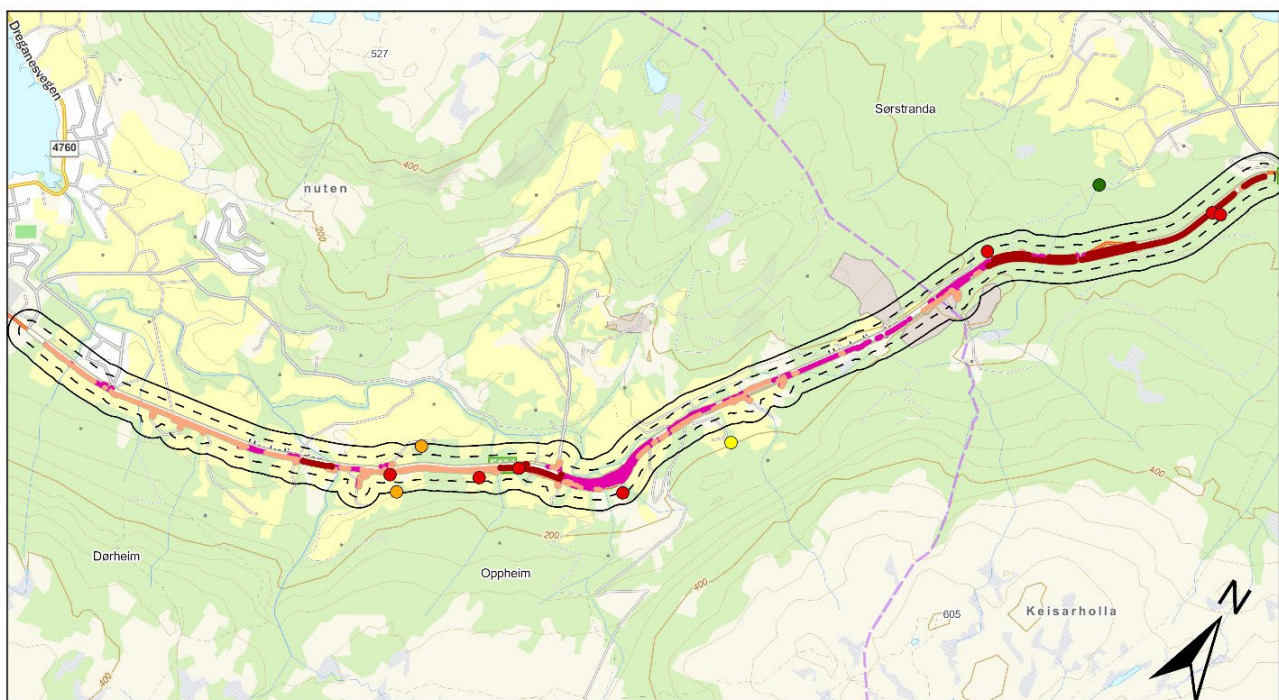 Dreganesvegen
4760
527
400
nuten
200
Sørstranda
400
200
Dørheim
Oppheim
400
605
Keisarholla
400
N